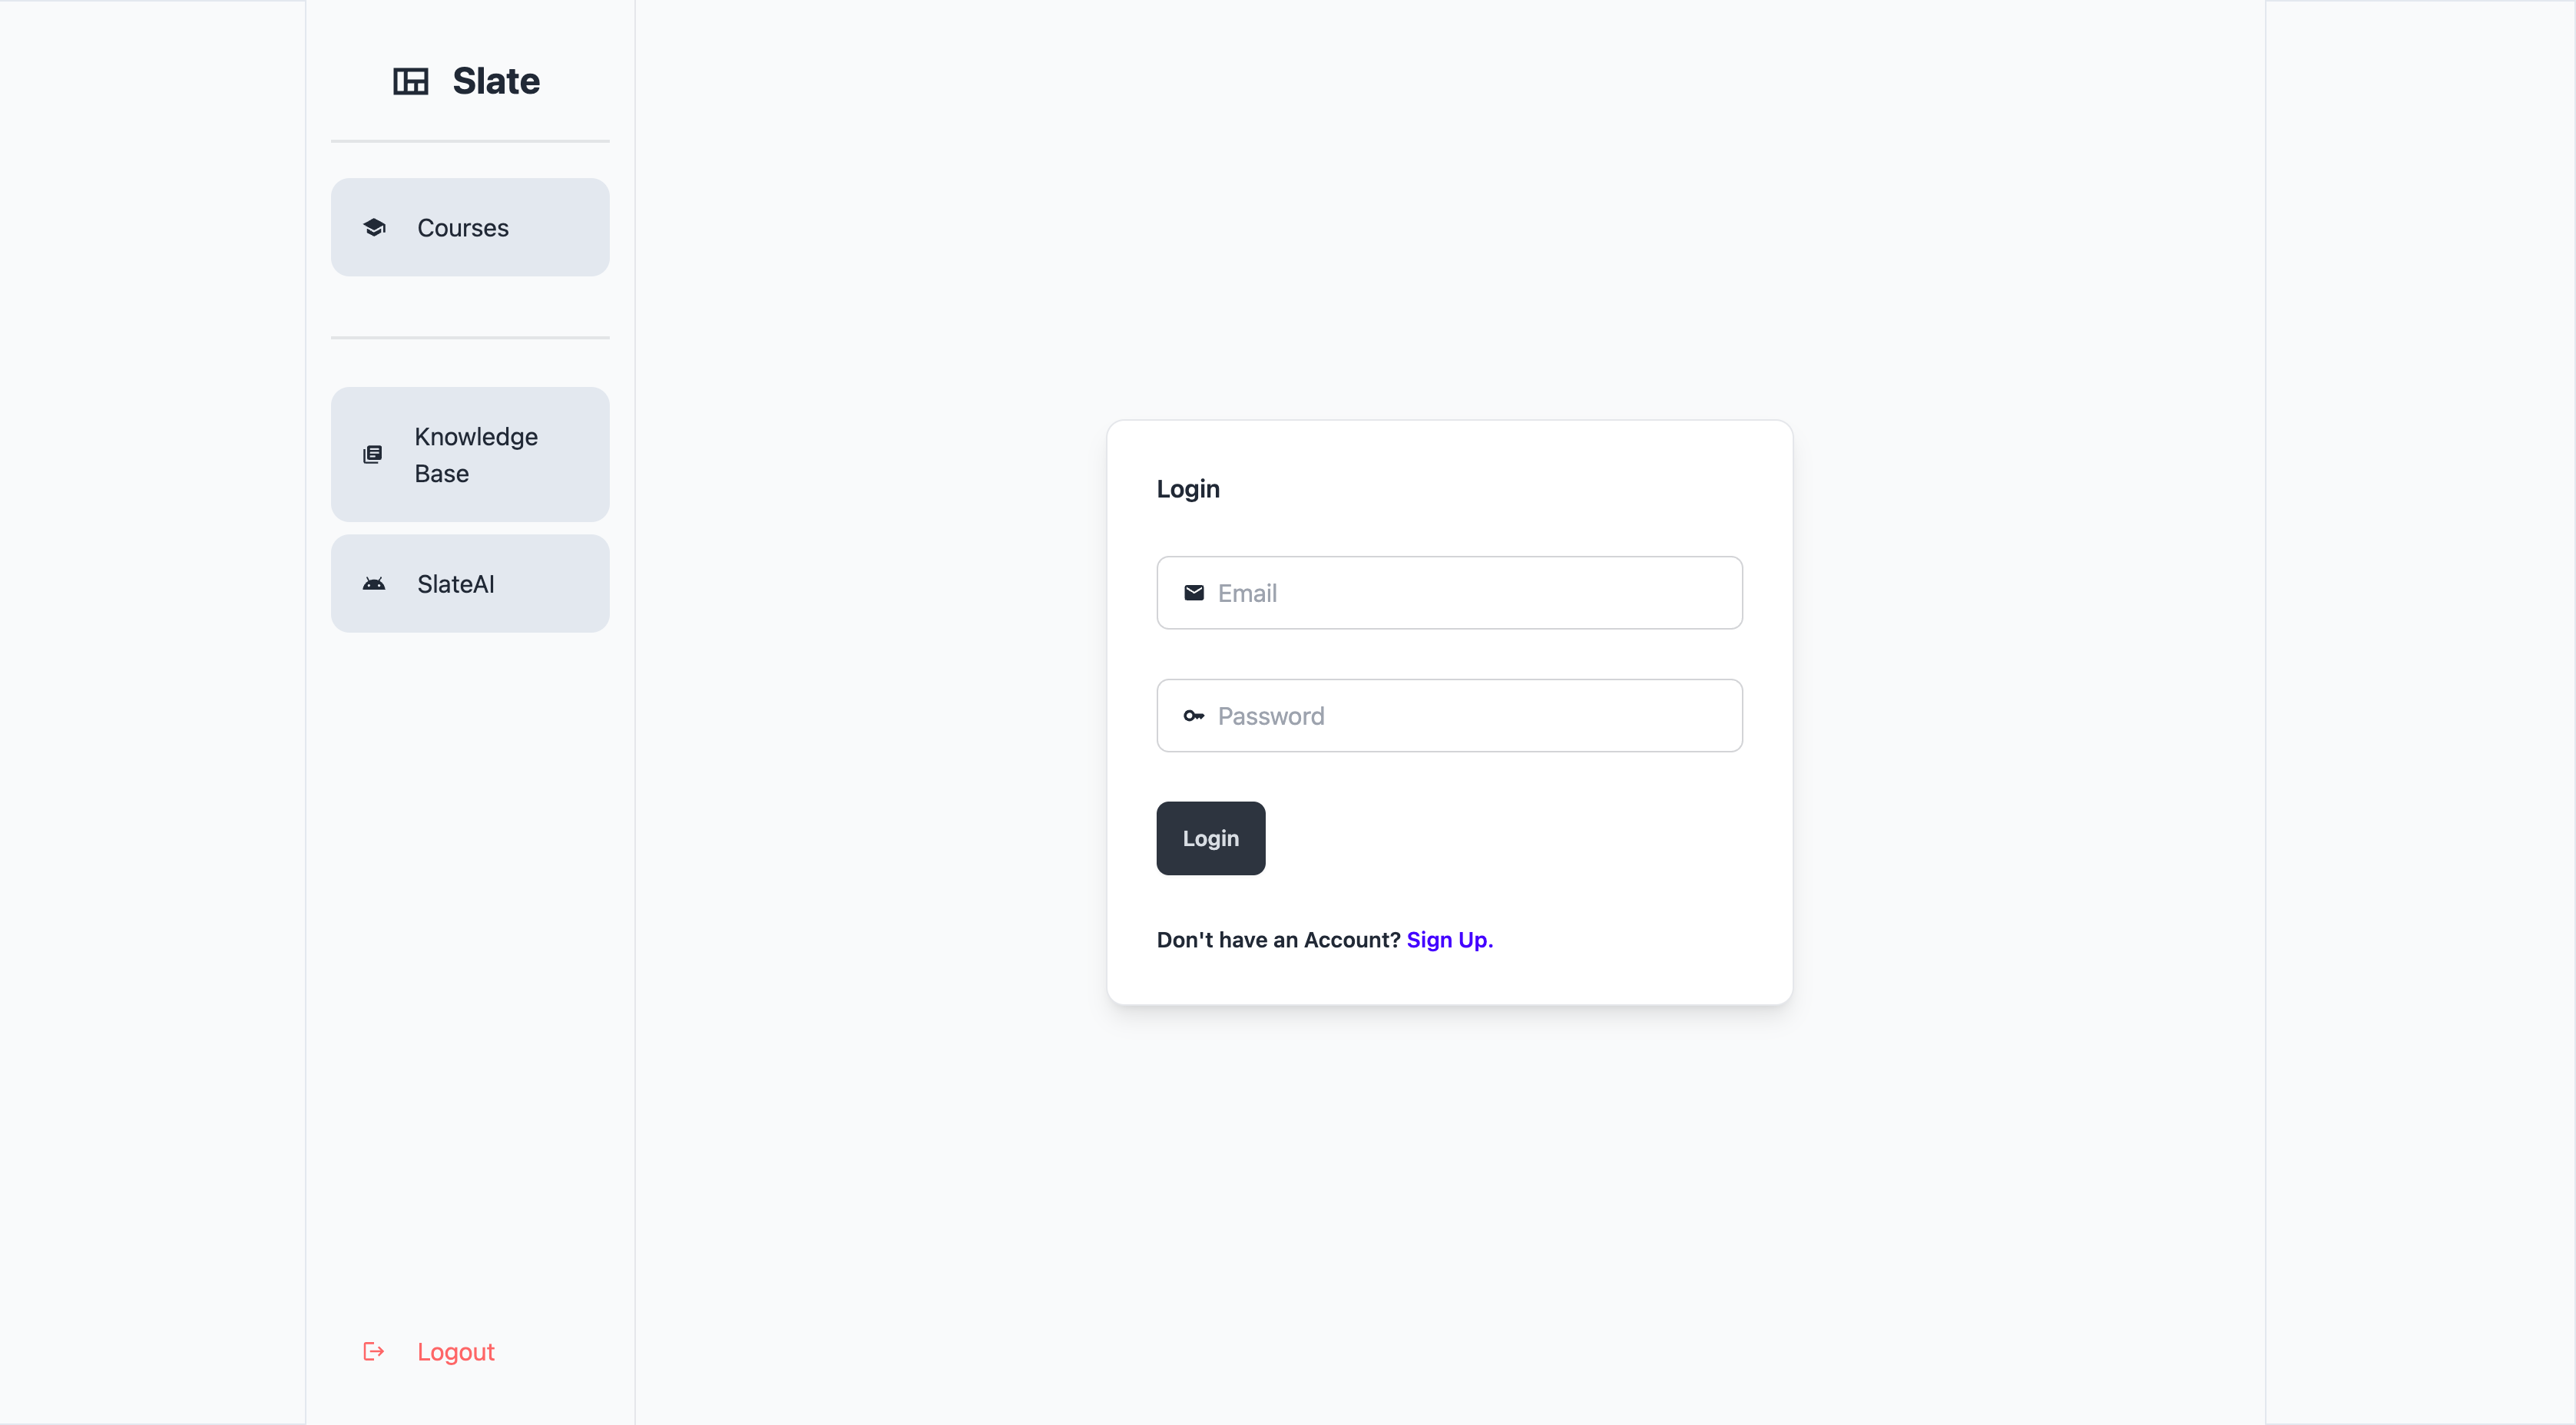 Slate
Courses
Knowledge
Base
SlateAI
Logout
Login
Email
Password
Login
Don't have an Account? Sign Up.